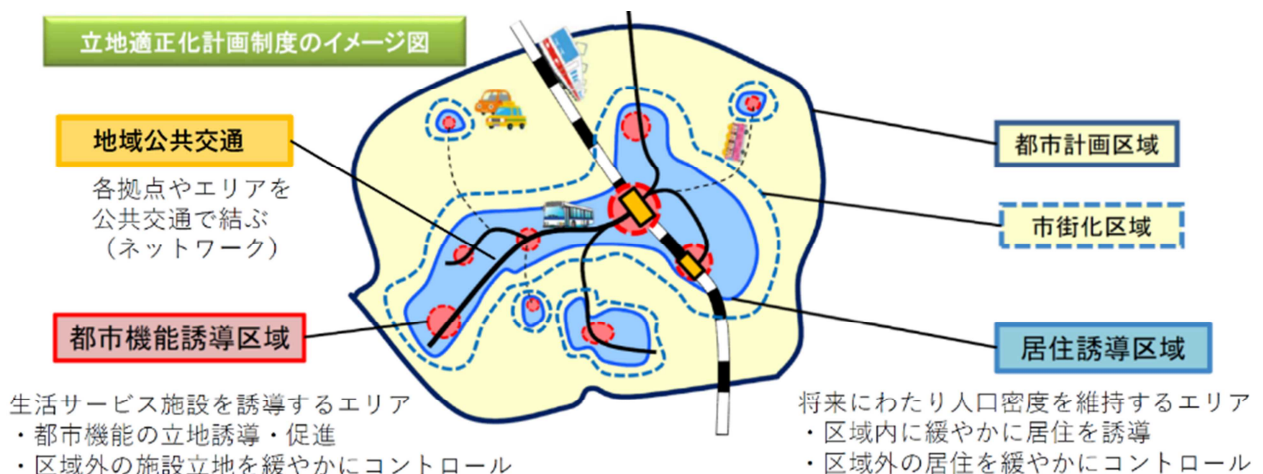 立地適正化計画制度のイメージ図
地域公共交通
各拠点やエリアを
公共交通で結ぶ
（ネットワーク）
都市機能誘導区域
生活サービス施設を誘導するエリア
・都市機能の立地誘導・促進
・区域外の施設立地を緩やかにコントロール
都市計画区域
市街化区域
居住誘導区域
将来にわたり人口密度を維持するエリア
・区域内に緩やかに居住を誘導
・区域外の居住を緩やかにコントロール